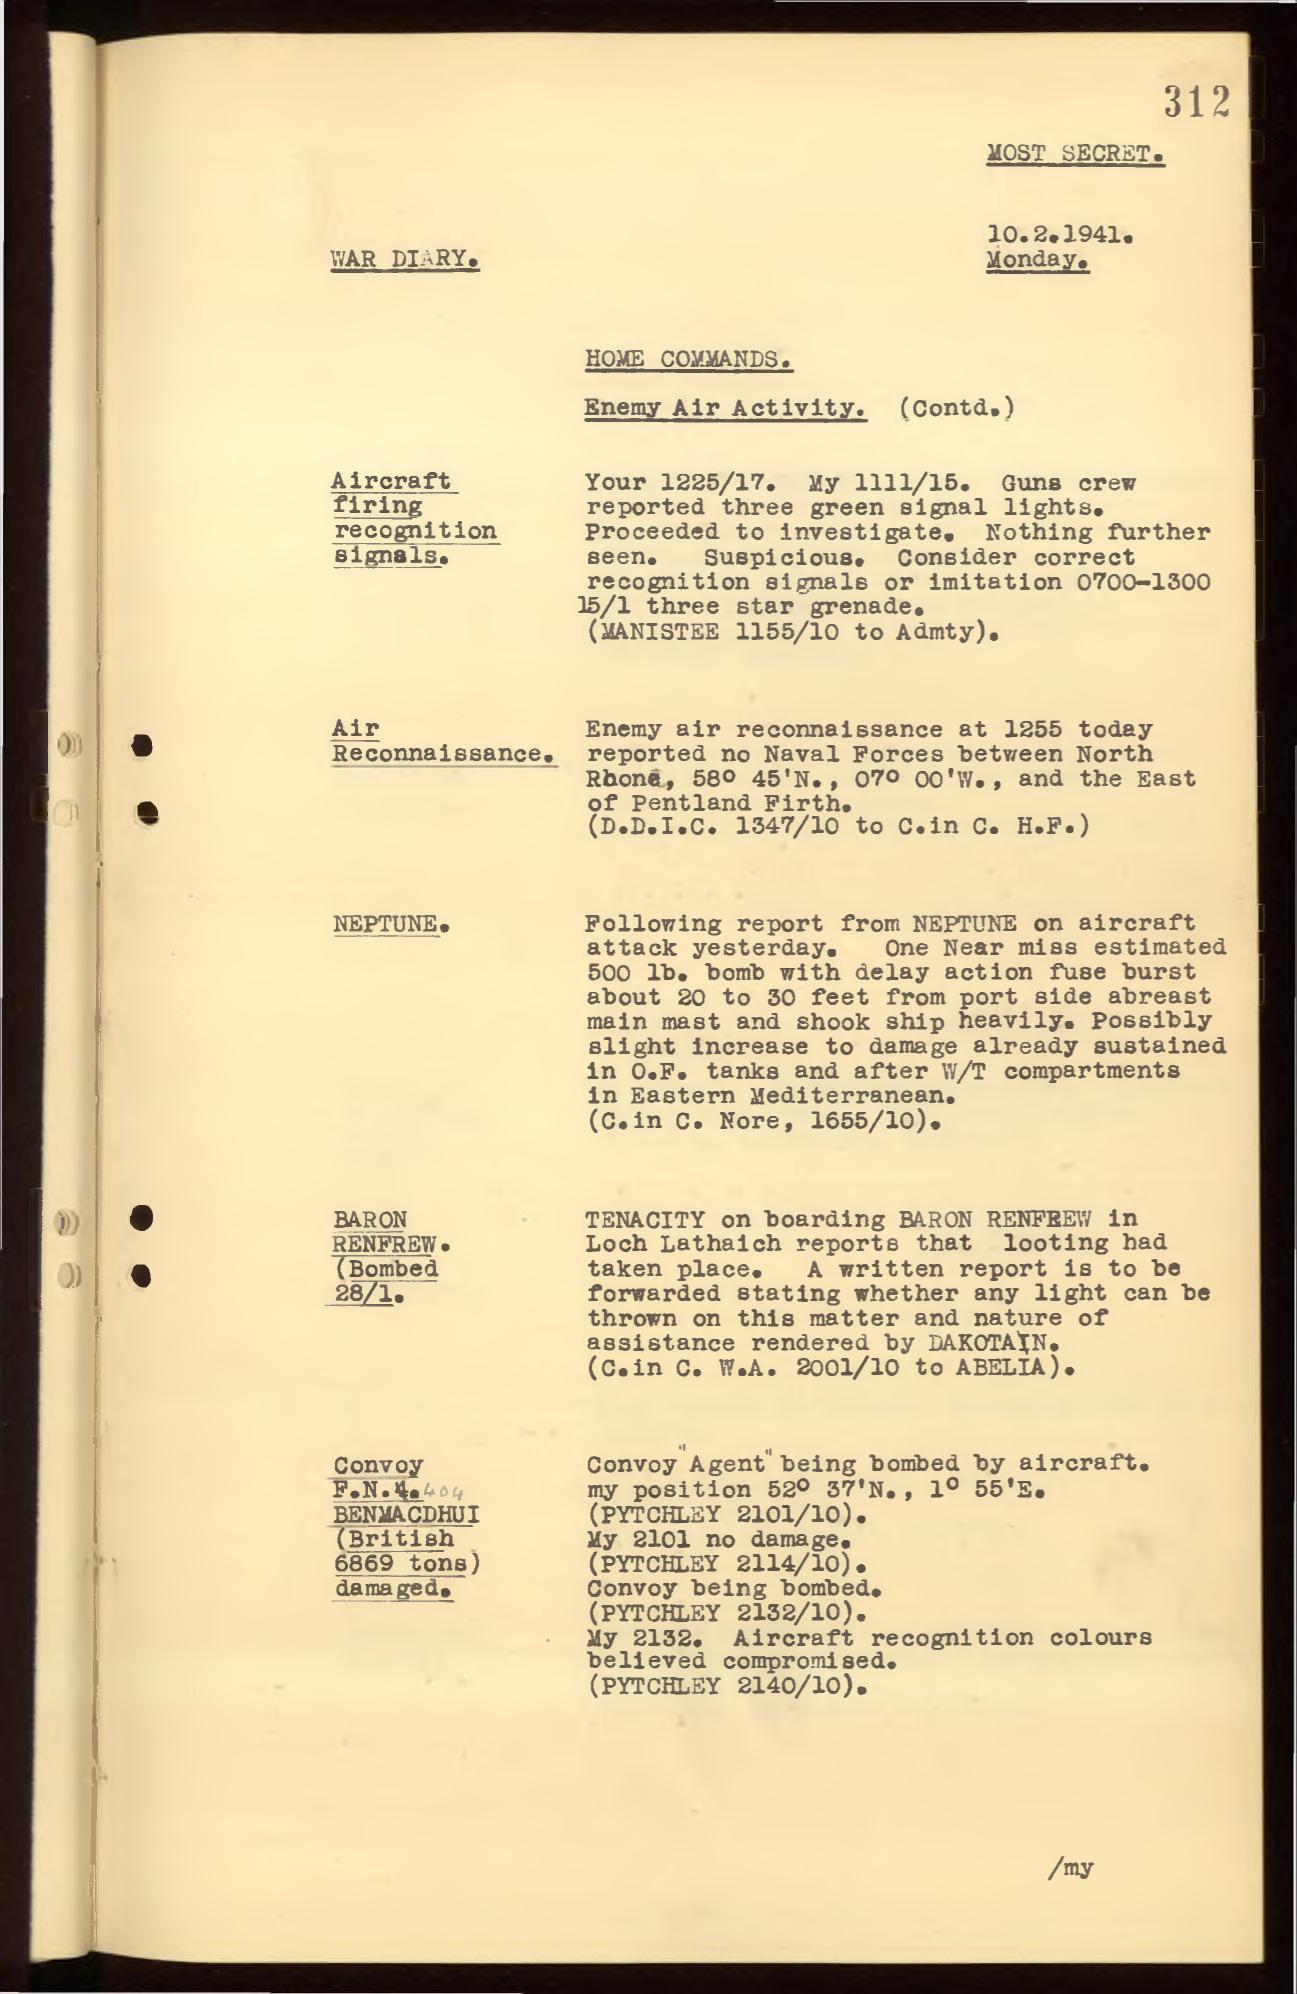 312
MOST SECRET.
10.2.1941.
WAR DIARY.
Monday.
HOME COMMANDS.
Enemy Air Activity. (Contd.)
Aircraft
firing
recognition
signals.
Your 1225/17. My 1111/15. Guns crew
reported three green signal lights.
Proceeded to investigate. Nothing further
seen. Suspicious. Consider correct
recognition signals or imitation 0700-1300
15/1 three star grenade.
(MANISTEE 1155/10 to Admty).
Air
Reconnaissance.
Enemy air reconnaissance at 1255 today
reported no Naval Forces between North
Rhona, 58° 45'N., 07° 00'W., and the East
of Pentland Firth.
(D.D.I.C. 1347/10 to C.in C. H.F.)
NEPTUNE.
Following report from NEPTUNE on aircraft
attack yesterday. One Near miss estimated
500 lb. bomb with delay action fuse burst
about 20 to 30 feet from port side abreast
main mast and shook ship heavily. Possibly
slight increase to damage already sustained
in O.F. tanks and after W/T compartments
in Eastern Mediterranean.
(C.in C. Nore, 1655/10).
BARON
RENFREW.
(Bombed
28/1.
TENACITY on boarding BARON RENFREW in
Loch Lathaich reports that looting had
taken place. A written report is to be
forwarded stating whether any light can be
thrown on this matter and nature of
assistance rendered by DAKOTAIN.
(C.in C. W.A. 2001/10 to ABELIA).
Convoy
F.N.4. 404
BENMACDHUI
(British
6869 tons)
damaged.
Convoy "Agent" being bombed by aircraft.
my position 52° 37'N., 1° 55'E.
(PYTCHLEY 2101/10).
My 2101 no damage.
(PYTCHLEY 2114/10).
Convoy being bombed.
(PYTCHLEY 2132/10).
My 2132. Aircraft recognition colours
believed compromised.
(PYTCHLEY 2140/10).
/my